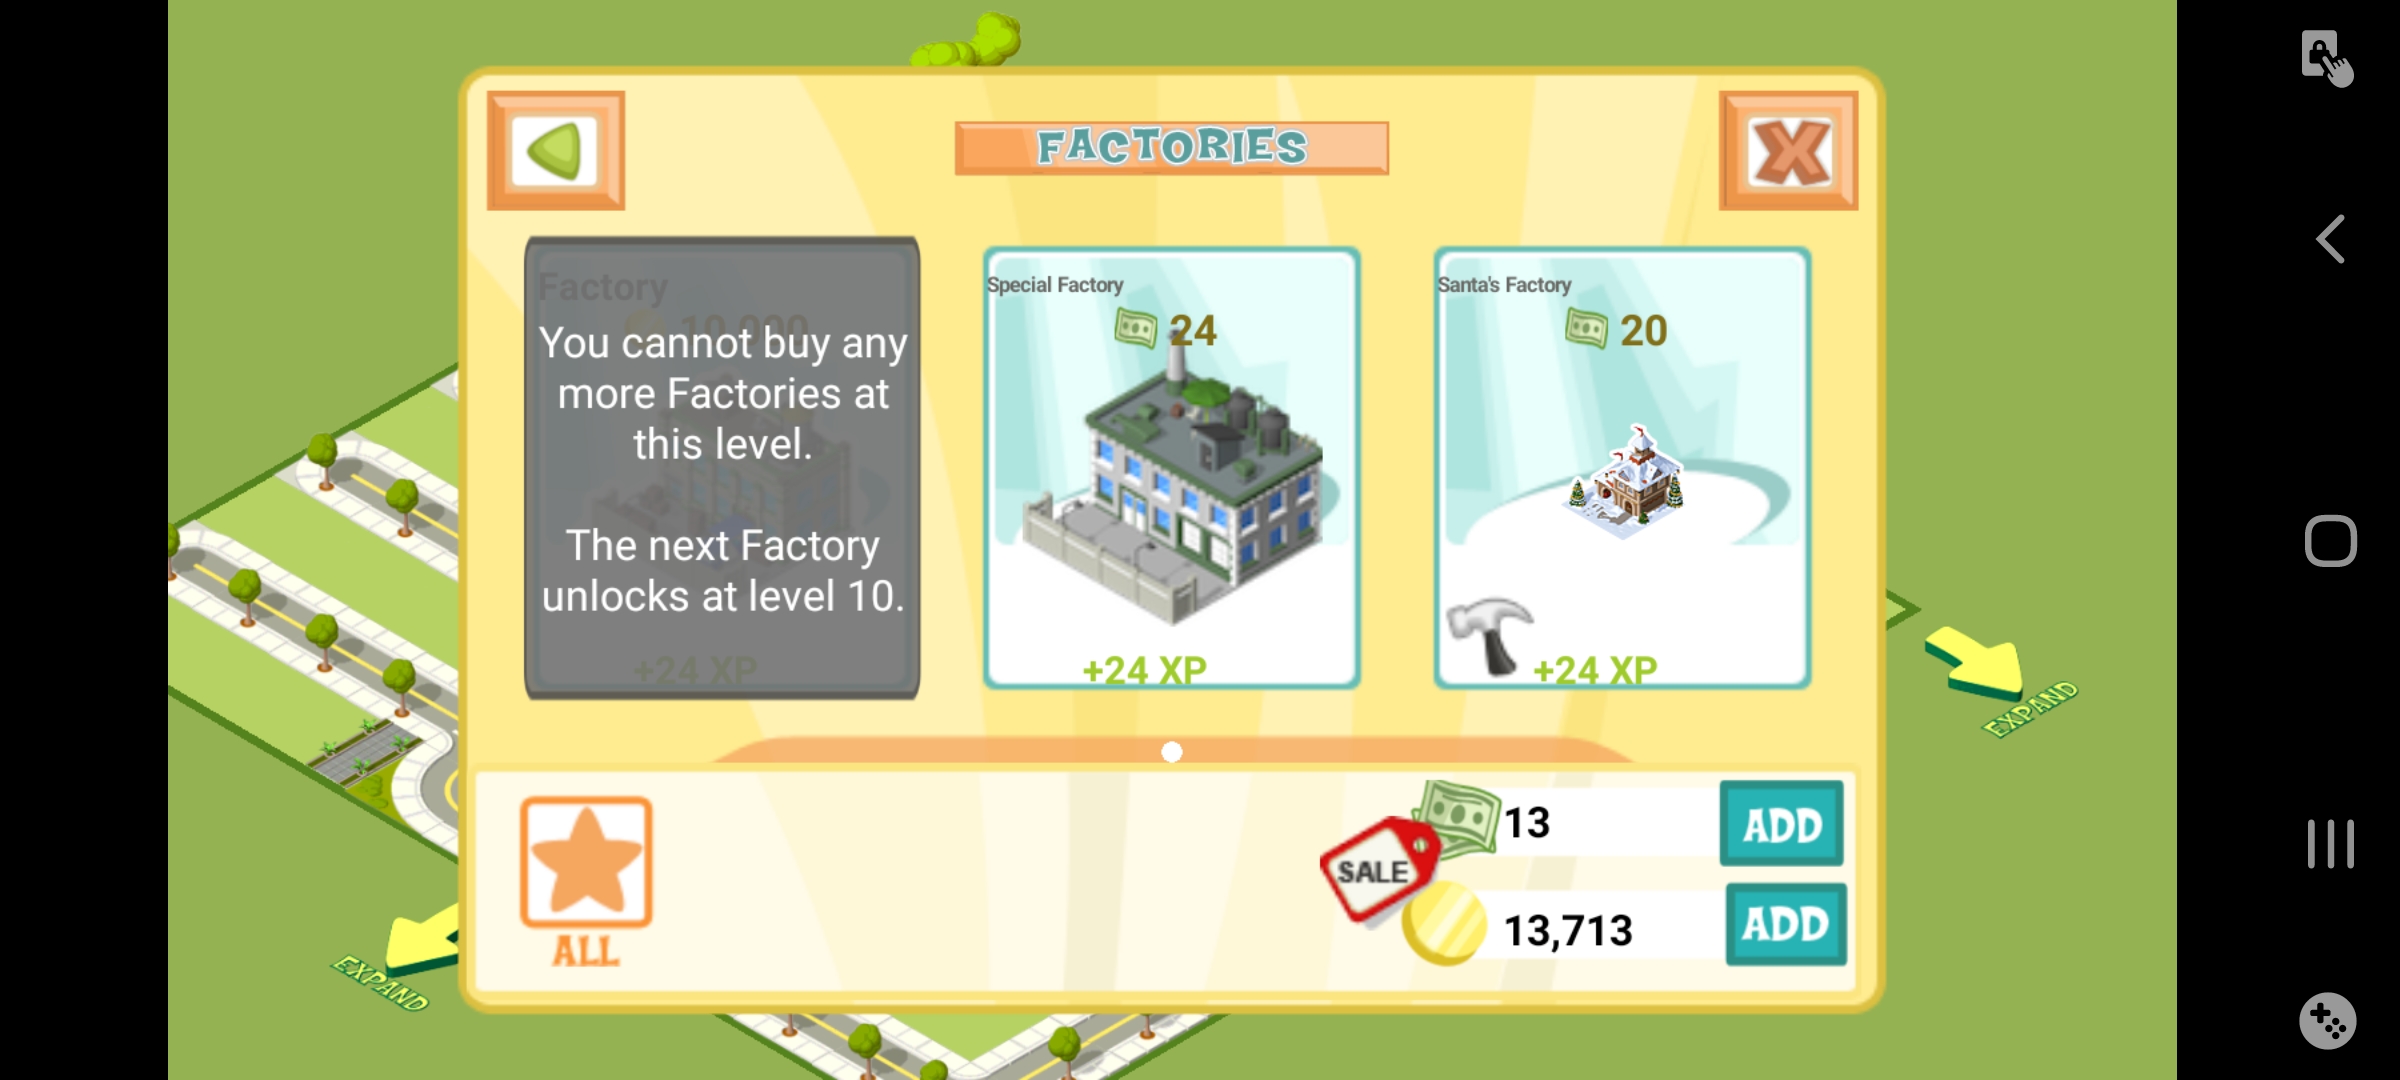 FACTORIES
Factory
10,000
You cannot buy any
more Factories at
this level.
The next Factory
unlocks at level 10.
+24 XP
Special Factory
24
+24 XP
Santa's Factory
20
+24 XP
EXPAND
EXPAND
ALL
SALE
13
ADD
13,713
ADD